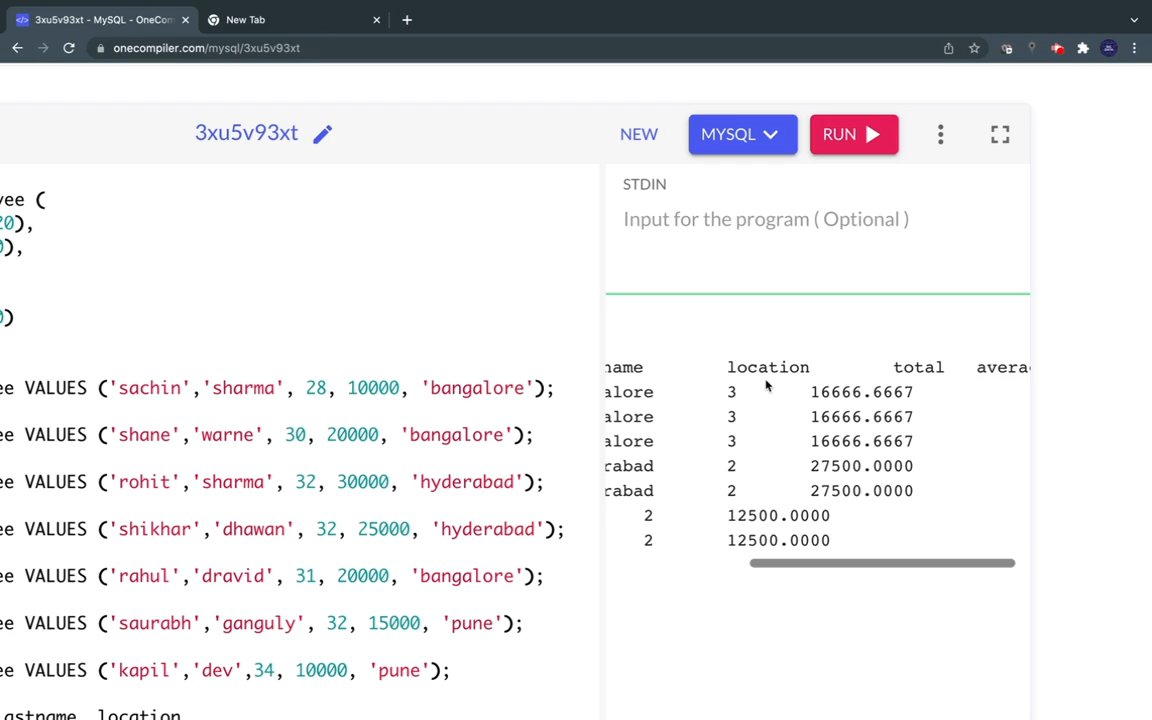 3xu5v93xt - MySQL - OneCom
New Tab
onecompiler.com/mysql/3xu5v93xt
3xu5v93xt
NEW
MYSQL
RUN
STDIN
Input for the program ( Optional )
yee (
20),
0),
0)
ee VALUES ('sachin','sharma', 28, 10000, 'bangalore');
ee VALUES ('shane','warne', 30, 20000, 'bangalore');
ee VALUES ('rohit','sharma', 32, 30000, 'hyderabad');
ee VALUES ('shikhar','dhawan', 32, 25000, 'hyderabad');
ee VALUES ('rahul','dravid', 31, 20000, 'bangalore');
ee VALUES ('saurabh','ganguly', 32, 15000, 'pune');
ee VALUES ('kapil','dev',34, 10000, 'pune');
astname, location
name location total avera
alore 3 16666.6667
alore 3 16666.6667
alore 3 16666.6667
rabad 2 27500.0000
rabad 2 27500.0000
2 12500.0000
2 12500.0000